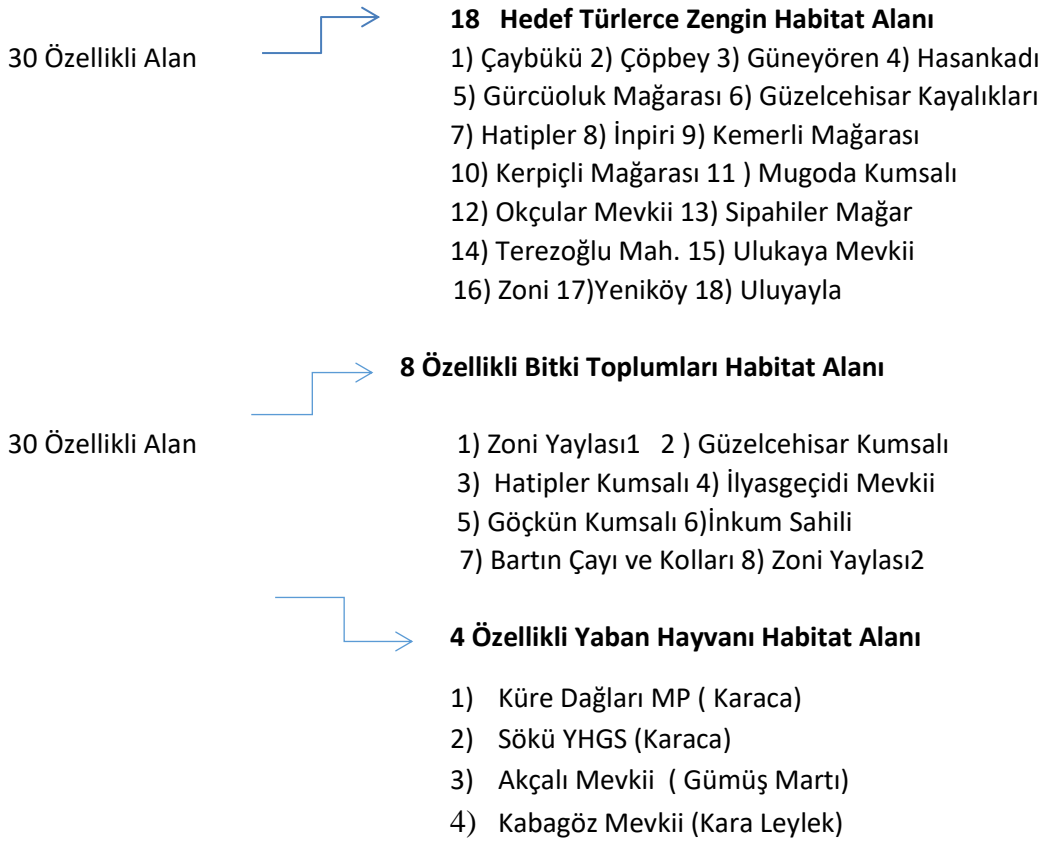 18 Hedef Türlerce Zengin Habitat Alanı
30 Özellikli Alan 1) Çaybükü 2) Çöpbey 3) Güneyören 4) Hasankadı
5) Gürcüoluk Mağarası 6) Güzelcehisar Kayalıkları
7) Hatipler 8) İnpiri 9) Kemerli Mağarası
10) Kerpiçli Mağarası 11 ) Mugoda Kumsalı
12) Okçular Mevkii 13) Sipahiler Mağar
14) Terezoğlu Mah. 15) Ulukaya Mevkii
16) Zoni 17)Yeniköy 18) Uluyayla
8 Özellikli Bitki Toplumları Habitat Alanı
30 Özellikli Alan 1) Zoni Yaylası1 2 ) Güzelcehisar Kumsalı
3) Hatipler Kumsalı 4) İlyasgeçidi Mevkii
5) Göçkün Kumsalı 6)İnkum Sahili
7) Bartın Çayı ve Kolları 8) Zoni Yaylası2
4 Özellikli Yaban Hayvanı Habitat Alanı
1) Küre Dağları MP ( Karaca)
2) Sökü YHGS (Karaca)
3) Akçalı Mevkii ( Gümüş Martı)
4) Kabagöz Mevkii (Kara Leylek)